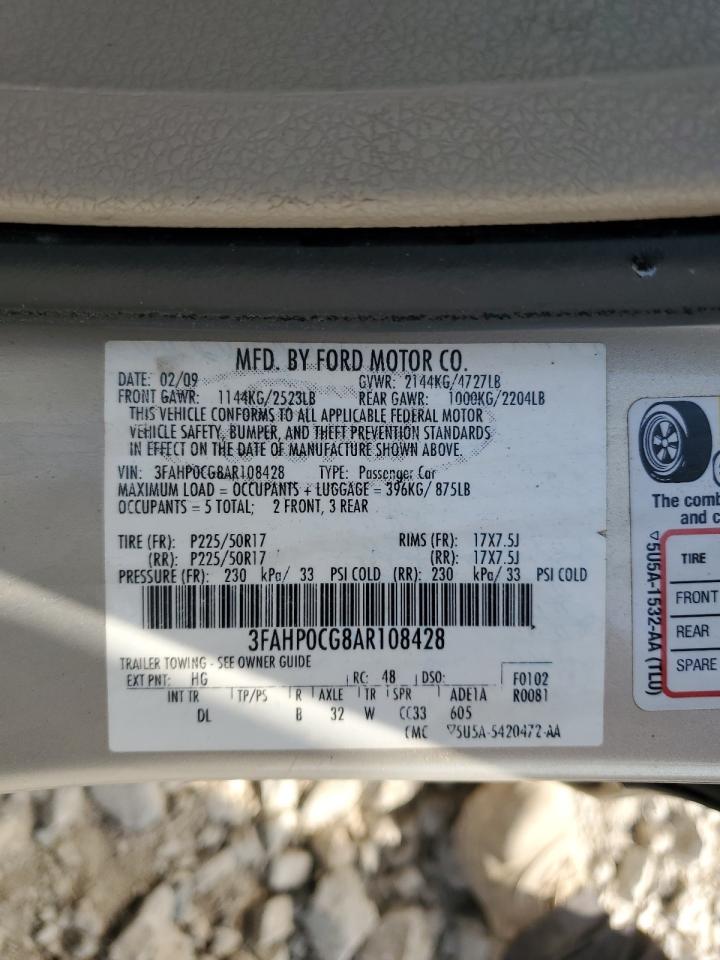 MFD. BY FORD MOTOR CO.
DATE: 02/09 GVWR: 2144KG/4727LB
FRONT GAWR: 1144KG/2523LB REAR GAWR: 1000KG/2204LB
THIS VEHICLE CONFORMS TO ALL APPLICABLE FEDERAL MOTOR
VEHICLE SAFETY, BUMPER, AND THEFT PREVENTION STANDARDS
IN EFFECT ON THE DATE OF MANUFACTURE SHOWN ABOVE.
VIN: 3FAHP0CG8AR108428 TYPE: Passenger Car
MAXIMUM LOAD = OCCUPANTS + LUGGAGE = 396KG/ 875LB
OCCUPANTS = 5 TOTAL; 2 FRONT, 3 REAR
TIRE (FR): P225/50R17 RIMS (FR): 17X7.5J
(RR): P225/50R17 (RR): 17X7.5J
PRESSURE (FR): 230 kPa/ 33 PSI COLD (RR): 230 kPa/ 33 PSI COLD
3FAHP0CG8AR108428
TRAILER TOWING - SEE OWNER GUIDE
EXT PNT: HG RC: 48 DSO: F0102
INT TR TP/PS R AXLE TR SPR ADE1A R0081
DL B 32 W CC33 605
CMC ▽5U5A-5420472-AA
The comb
and c
TIRE
FRONT
REAR
SPARE
▽5U5A-1532-AA (TL0)